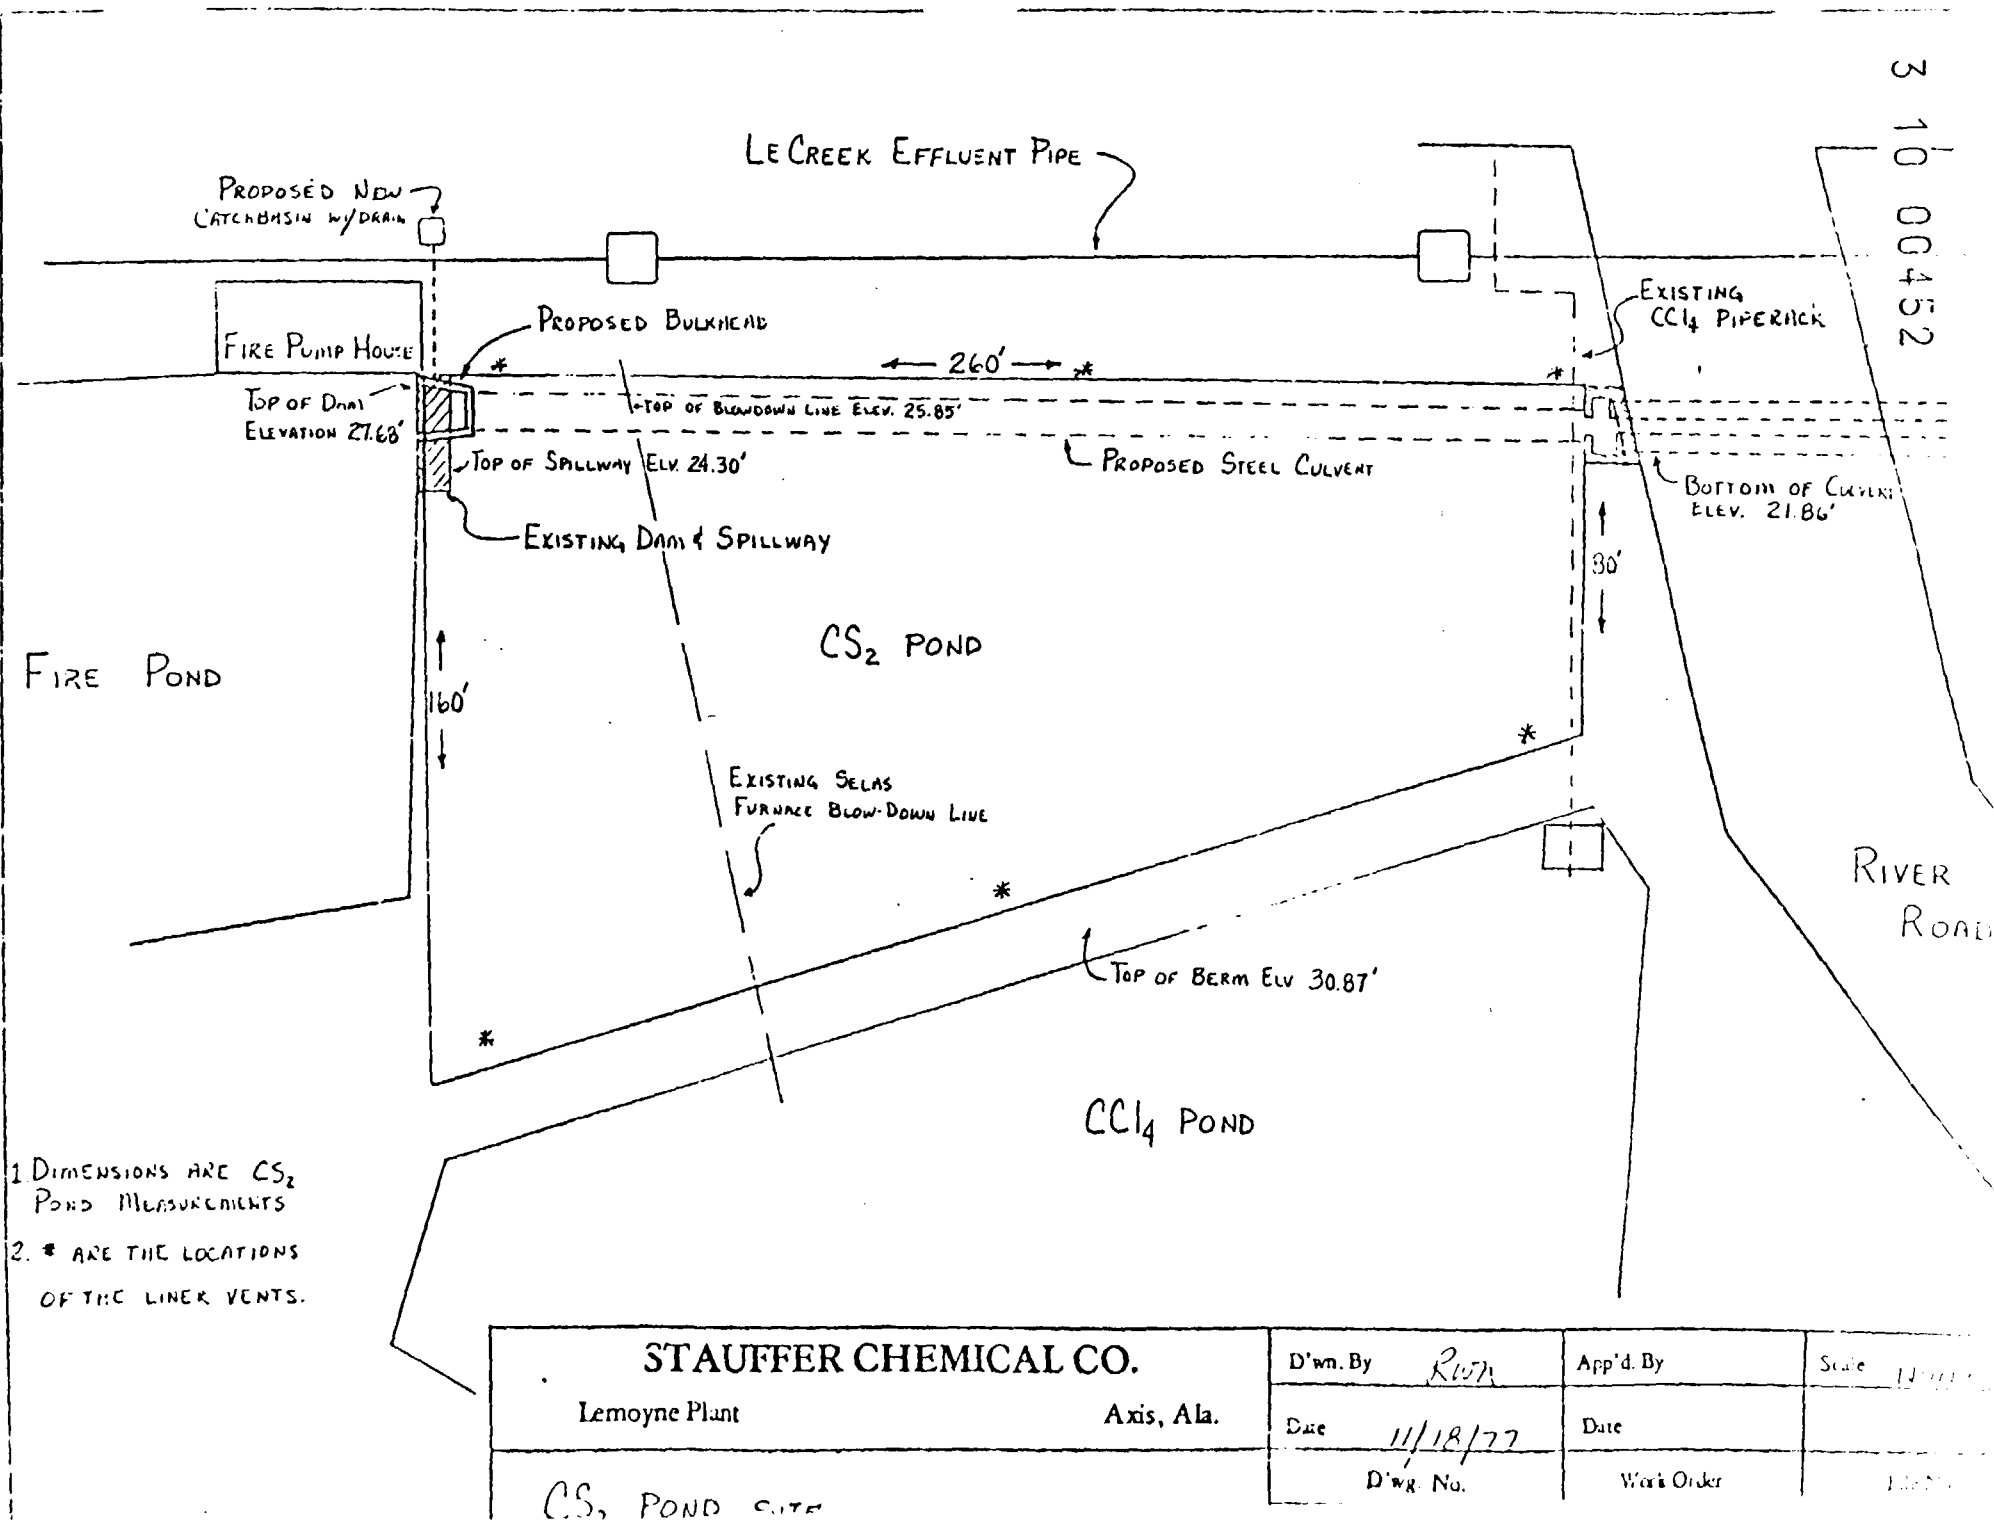 3 10 00452
LE CREEK EFFLUENT PIPE
PROPOSED NEW
CATCHBASIN W/DRAIN
EXISTING
CCl4 PIPERACK
PROPOSED BULKHEAD
FIRE PUMP HOUSE
* ← 260' → * *
TOP OF DAM
ELEVATION 27.68'
TOP OF BLOWDOWN LINE ELEV. 25.85'
TOP OF SPILLWAY ELV. 24.30'
PROPOSED STEEL CULVENT
BOTTOM OF CULVERT
ELEV. 21.86'
EXISTING DAM & SPILLWAY
80'
CS2 POND
FIRE POND
160'
*
EXISTING SELAS
FURNACE BLOW-DOWN LINE
RIVER
ROAD
*
TOP OF BERM ELV 30.87'
*
CCl4 POND
1. DIMENSIONS ARE CS2
POND MEASUREMENTS
2. * ARE THE LOCATIONS
OF THE LINER VENTS.
STAUFFER CHEMICAL CO.
Lemoyne Plant Axis, Ala.
D'wn. By
App'd. By
Scale
Date 11/18/77
Date
D'wg. No.
Work Order
CS2 POND SITE